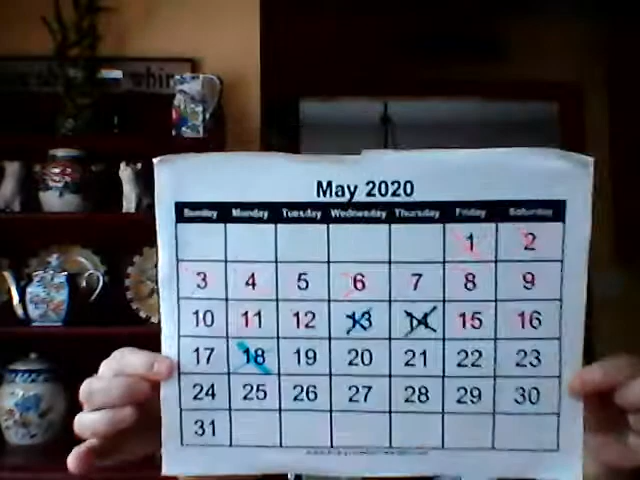 whi
May 2020
Sunday Monday Tuesday Wednesday Thursday Friday Saturday
1 2
3 4 5 6 7 8 9
10 11 12 13 14 15 16
17 18 19 20 21 22 23
24 25 26 27 28 29 30
31